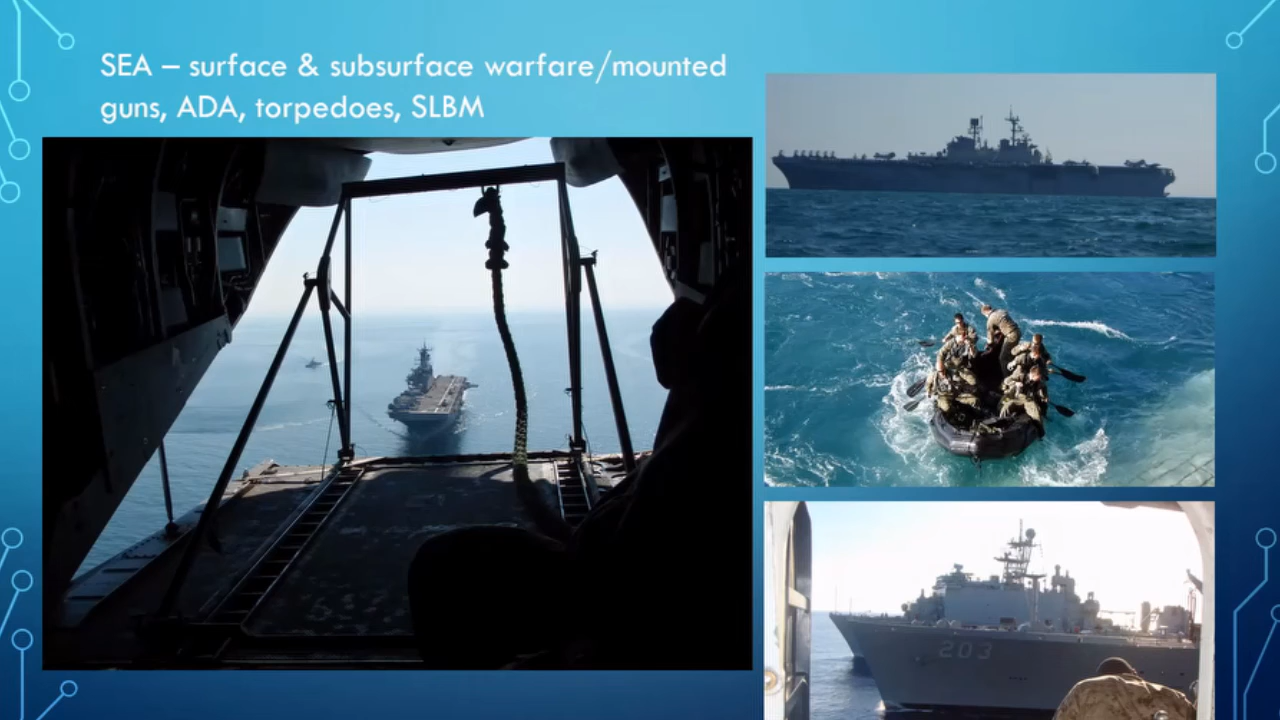 SEA – surface & subsurface warfare/mounted
guns, ADA, torpedoes, SLBM
203